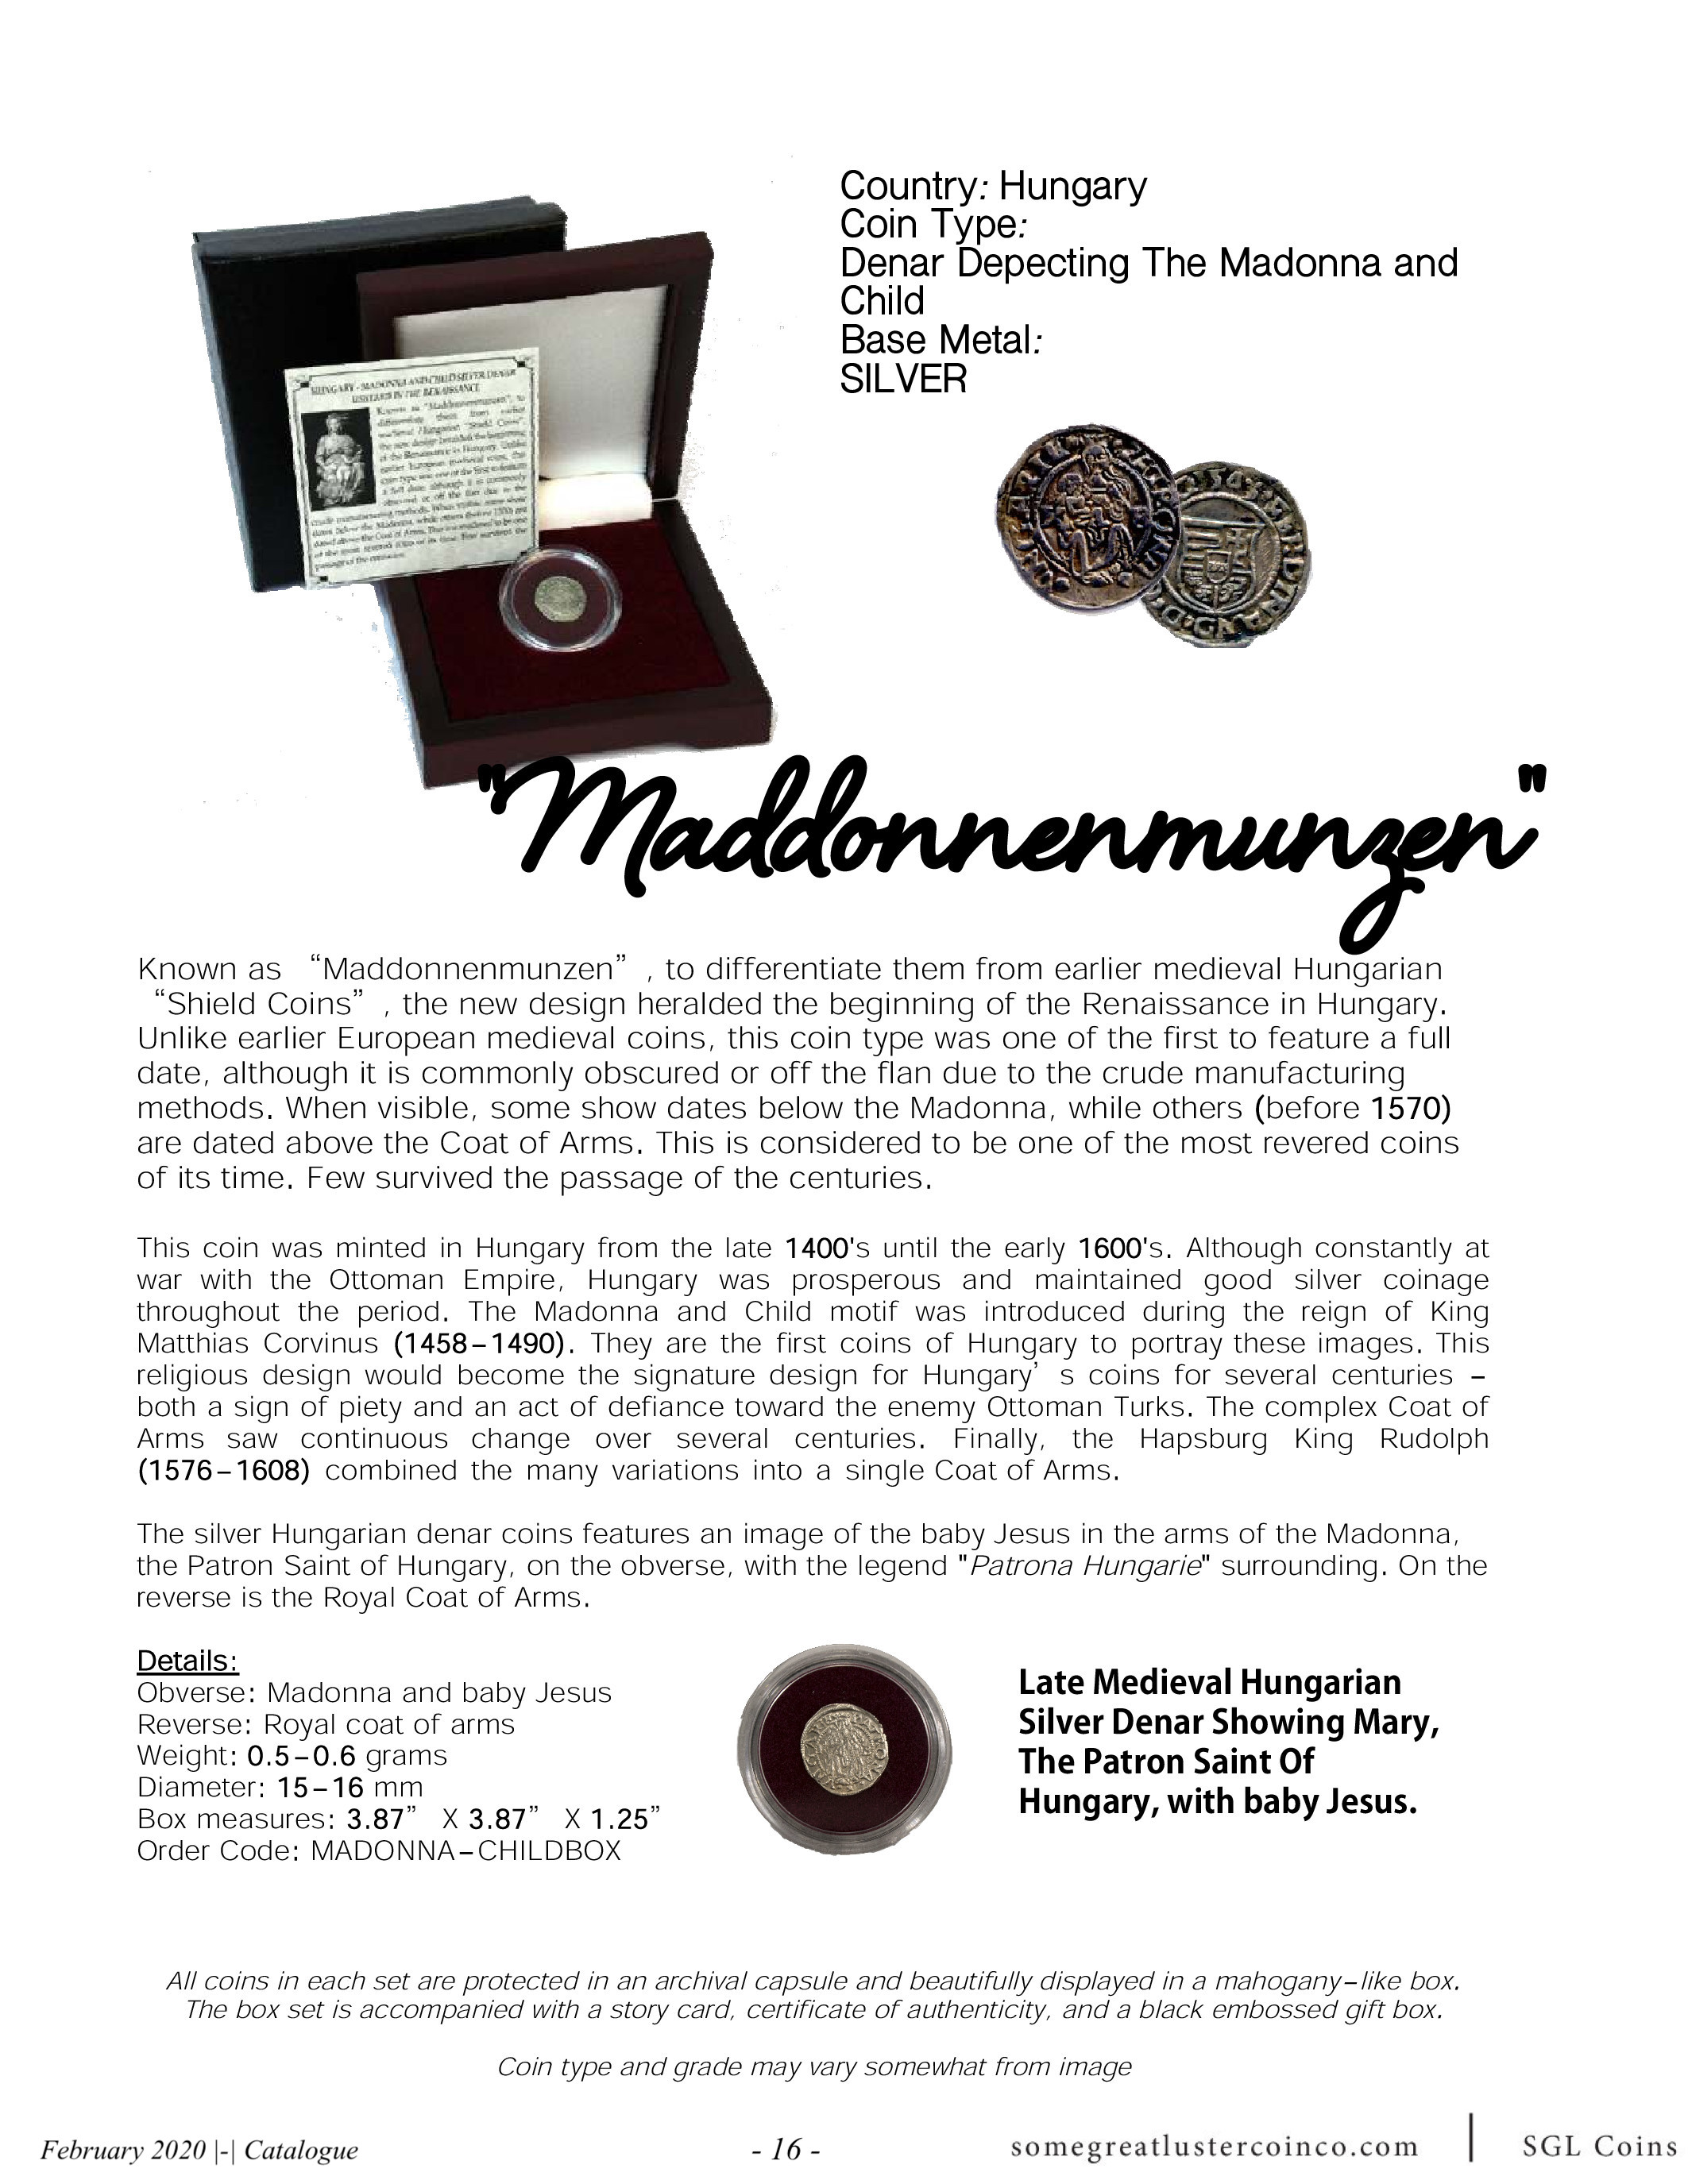 Country: Hungary
Coin Type:
Denar Depecting The Madonna and
Child
Base Metal:
SILVER
HUNGARY - MADONNA AND CHILD SILVER DENAR
USHERED IN THE RENAISSANCE
"Maddonnenmunzen"
Known as “Maddonnenmunzen” , to differentiate them from earlier medieval Hungarian
“Shield Coins” , the new design heralded the beginning of the Renaissance in Hungary.
Unlike earlier European medieval coins, this coin type was one of the first to feature a full
date, although it is commonly obscured or off the flan due to the crude manufacturing
methods. When visible, some show dates below the Madonna, while others (before 1570)
are dated above the Coat of Arms. This is considered to be one of the most revered coins
of its time. Few survived the passage of the centuries.
This coin was minted in Hungary from the late 1400's until the early 1600's. Although constantly at
war with the Ottoman Empire, Hungary was prosperous and maintained good silver coinage
throughout the period. The Madonna and Child motif was introduced during the reign of King
Matthias Corvinus (1458–1490). They are the first coins of Hungary to portray these images. This
religious design would become the signature design for Hungary’ s coins for several centuries –
both a sign of piety and an act of defiance toward the enemy Ottoman Turks. The complex Coat of
Arms saw continuous change over several centuries. Finally, the Hapsburg King Rudolph
(1576–1608) combined the many variations into a single Coat of Arms.
The silver Hungarian denar coins features an image of the baby Jesus in the arms of the Madonna,
the Patron Saint of Hungary, on the obverse, with the legend "Patrona Hungarie" surrounding. On the
reverse is the Royal Coat of Arms.
Details:
Obverse: Madonna and baby Jesus
Reverse: Royal coat of arms
Weight: 0.5–0.6 grams
Diameter: 15–16 mm
Box measures: 3.87” X 3.87” X 1.25”
Order Code: MADONNA–CHILDBOX
Late Medieval Hungarian
Silver Denar Showing Mary,
The Patron Saint Of
Hungary, with baby Jesus.
All coins in each set are protected in an archival capsule and beautifully displayed in a mahogany–like box.
The box set is accompanied with a story card, certificate of authenticity, and a black embossed gift box.
Coin type and grade may vary somewhat from image
February 2020 |-| Catalogue
- 16 -
somegreatlustercoinco.com | SGL Coins